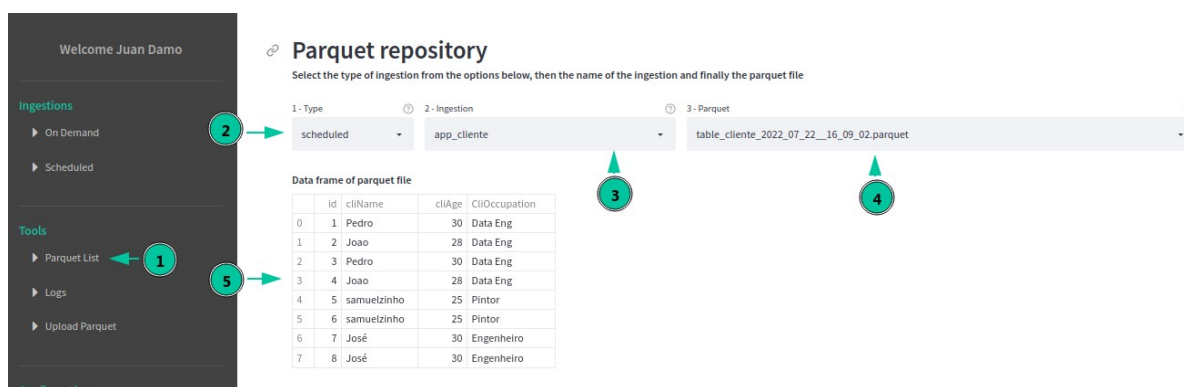 Welcome Juan Damo
Ingestions
On Demand
Scheduled
Tools
Parquet List
1
Logs
Upload Parquet
Parquet repository
Select the type of ingestion from the options below, then the name of the ingestion and finally the parquet file
1 - Type
2 - Ingestion
3 - Parquet
2
scheduled
app_cliente
table_cliente_2022_07_22__16_09_02.parquet
3
4
Data frame of parquet file
5
id cliName cliAge CliOccupation
0 1 Pedro 30 Data Eng
1 2 Joao 28 Data Eng
2 3 Pedro 30 Data Eng
3 4 Joao 28 Data Eng
4 5 samuelzinho 25 Pintor
5 6 samuelzinho 25 Pintor
6 7 José 30 Engenheiro
7 8 José 30 Engenheiro